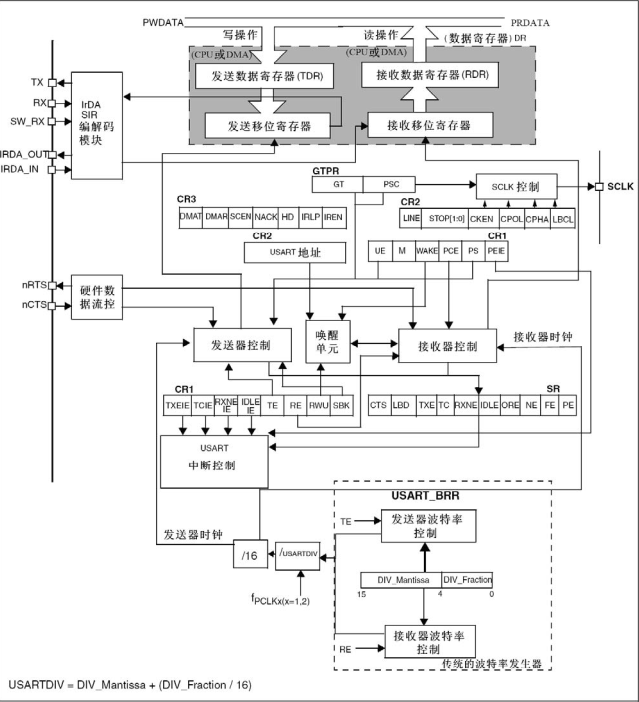 PWDATA
PRDATA
写操作
读操作
(数据寄存器) DR
(CPU或DMA)
(CPU或DMA)
发送数据寄存器(TDR)
接收数据寄存器(RDR)
TX
RX
SW_RX
IRDA_OUT
IRDA_IN
IrDA
SIR
编解码
模块
发送移位寄存器
接收移位寄存器
GTPR
GT
PSC
SCLK 控制
SCLK
CR3
DMAT DMAR SCEN NACK HD IRLP IREN
CR2
LINE STOP[1:0] CKEN CPOL CPHA LBCL
CR2
USART 地址
CR1
UE M WAKE PCE PS PEIE
nRTS
nCTS
硬件数
据流控
发送器控制
唤醒
单元
接收器控制
接收器时钟
CR1
TXEIE TCIE RXNE
IE IDLE
IE TE RE RWU SBK
SR
CTS LBD TXE TC RXNE IDLE ORE NE FE PE
USART
中断控制
USART_BRR
发送器时钟
TE
发送器波特率
控制
/16
/USARTDIV
fPCLKx(x=1,2)
DIV_Mantissa DIV_Fraction
15 4 0
RE
接收器波特率
控制
传统的波特率发生器
USARTDIV = DIV_Mantissa + (DIV_Fraction / 16)